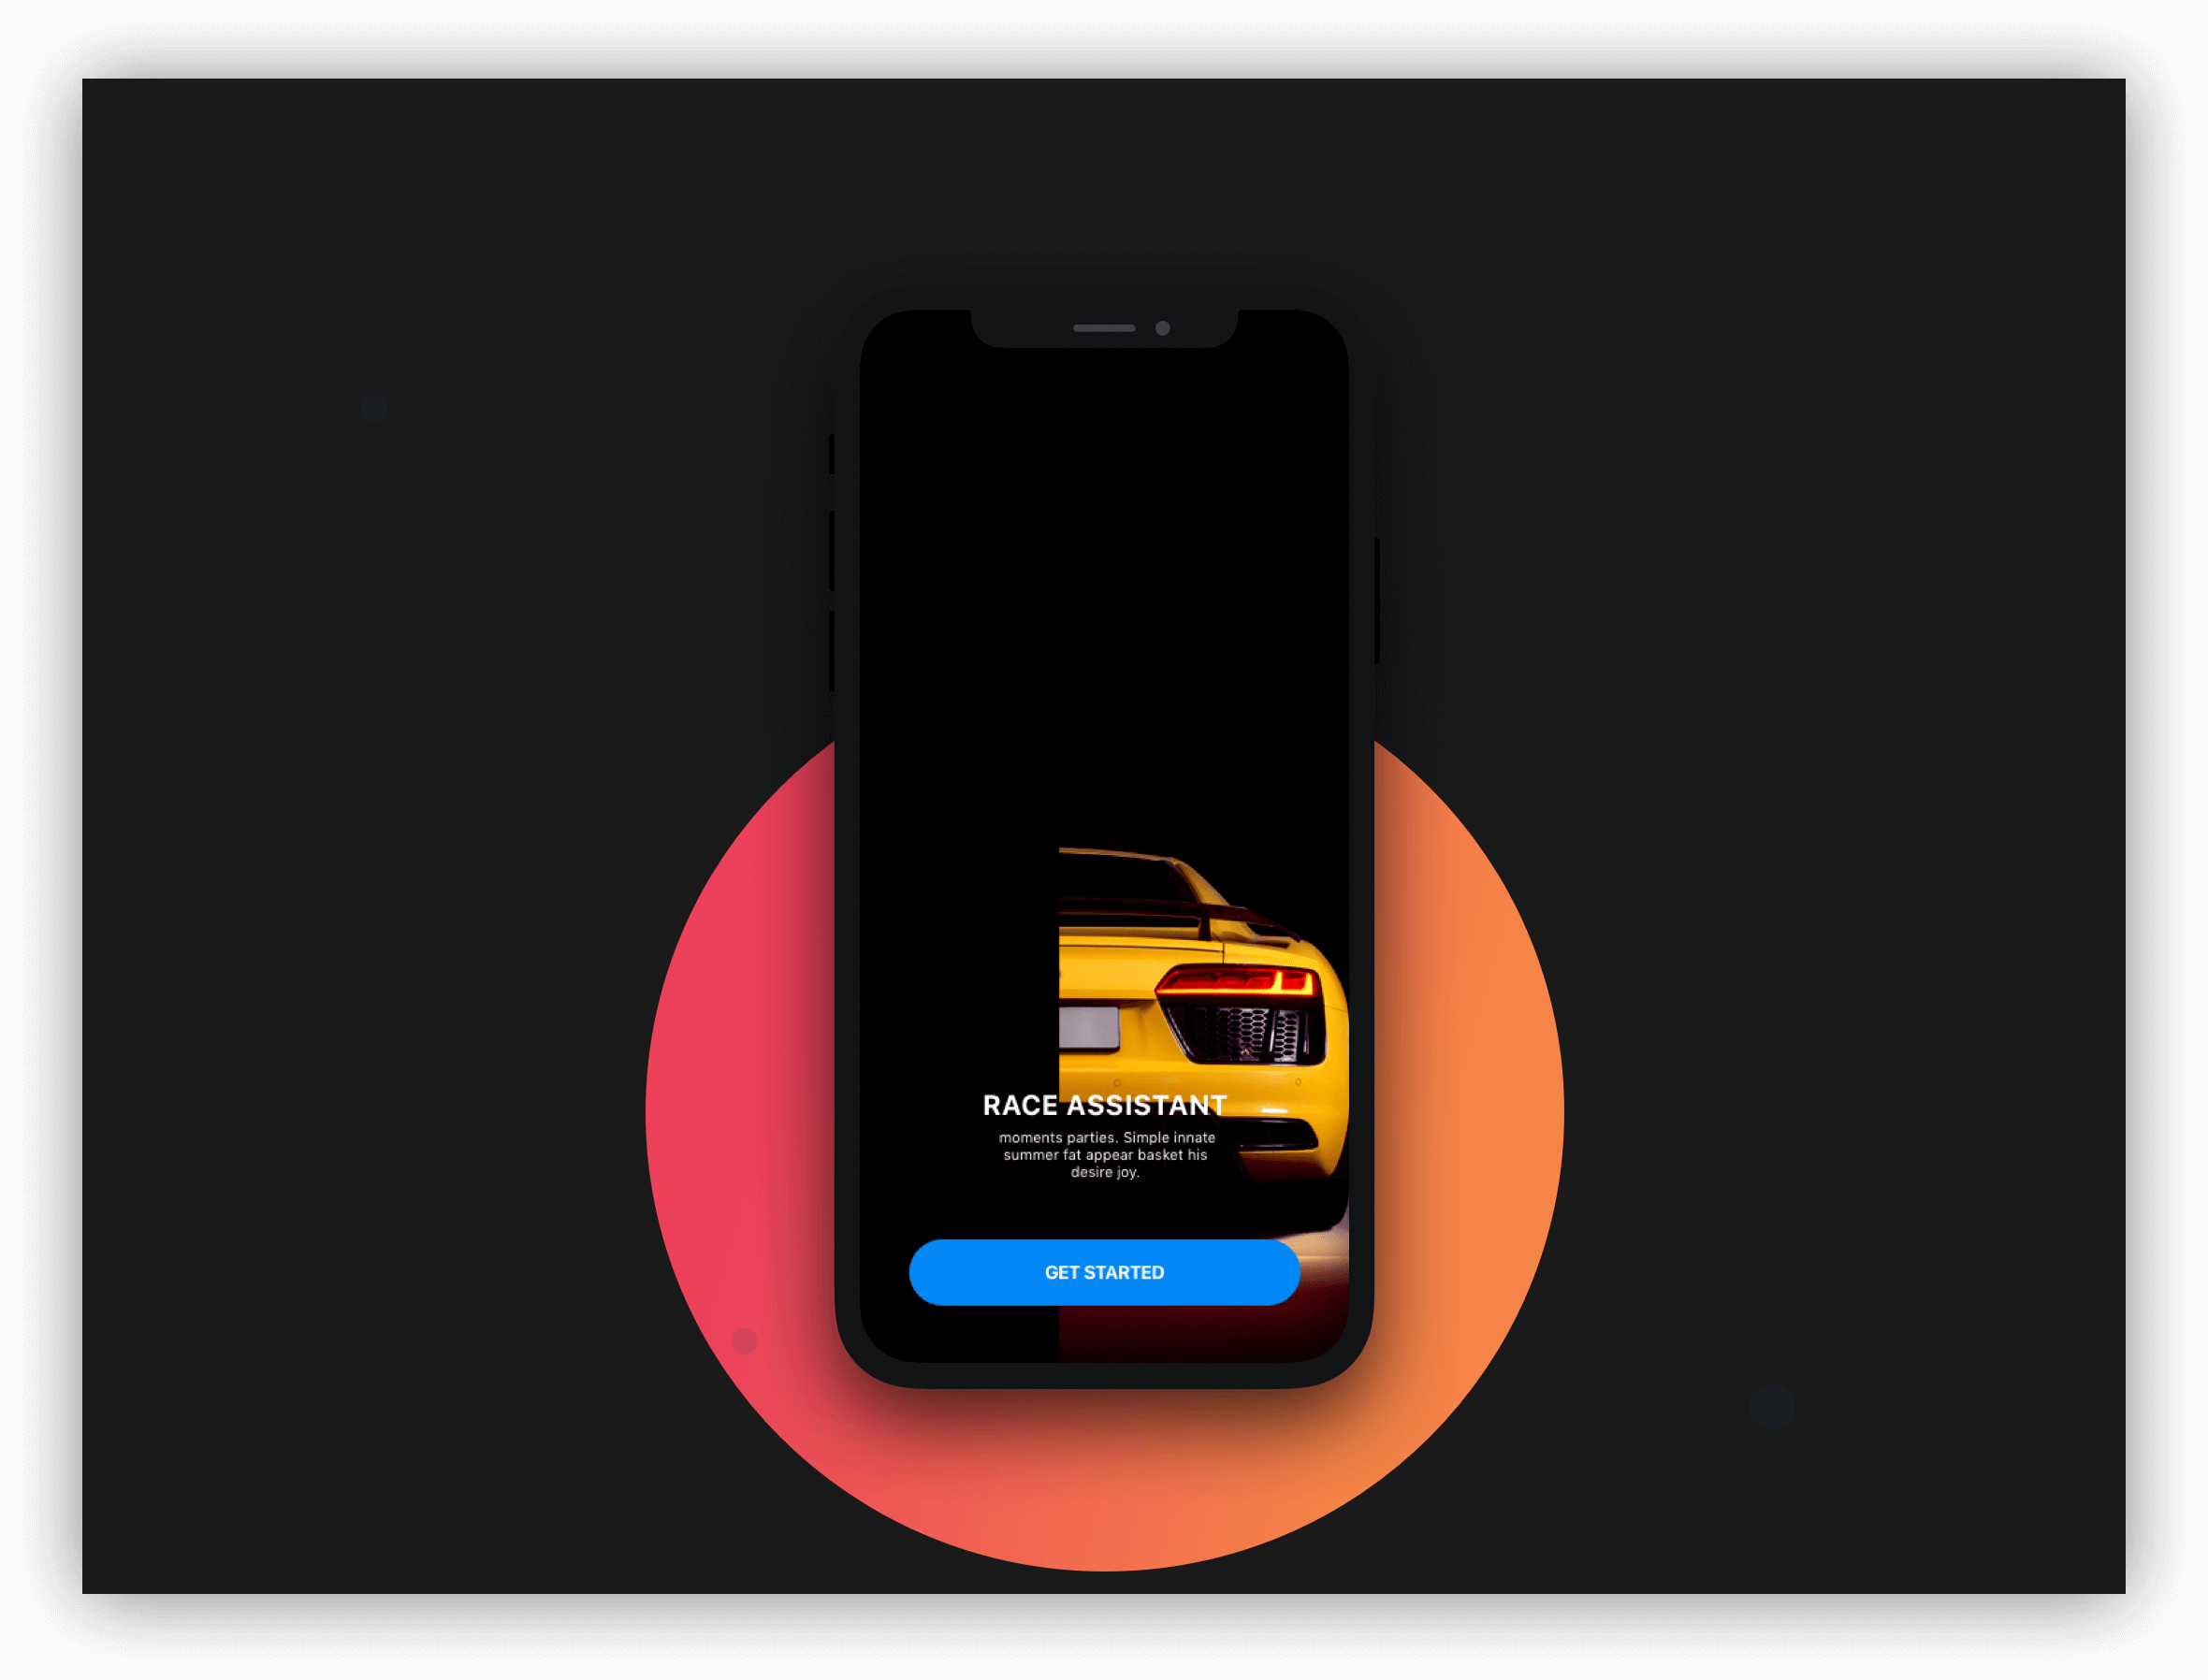 RACE ASSISTANT
moments parties. Simple innate
summer fat appear basket his
desire joy.
GET STARTED